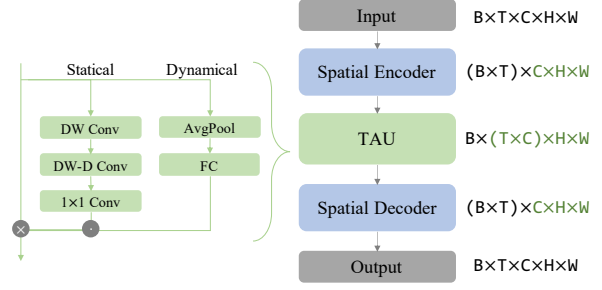 Input B×T×C×H×W
Statical Dynamical Spatial Encoder (B×T)×C×H×W
DW Conv AvgPool TAU B×(T×C)×H×W
DW-D Conv FC
1×1 Conv Spatial Decoder (B×T)×C×H×W
× ·
Output B×T×C×H×W